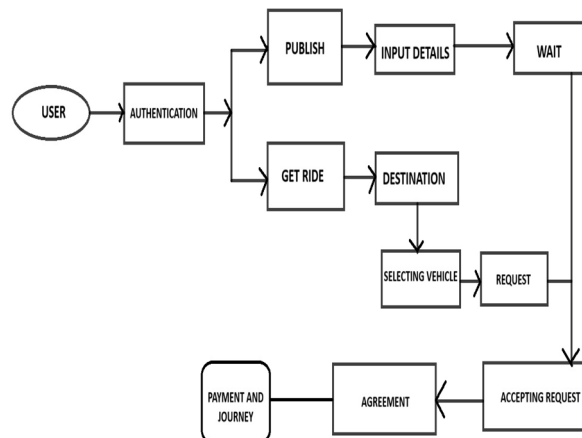 PUBLISH
INPUT DETAILS
WAIT
USER
AUTHENTICATION
GET RIDE
DESTINATION
SELECTING VEHICLE
REQUEST
PAYMENT AND
JOURNEY
AGREEMENT
ACCEPTING REQUEST